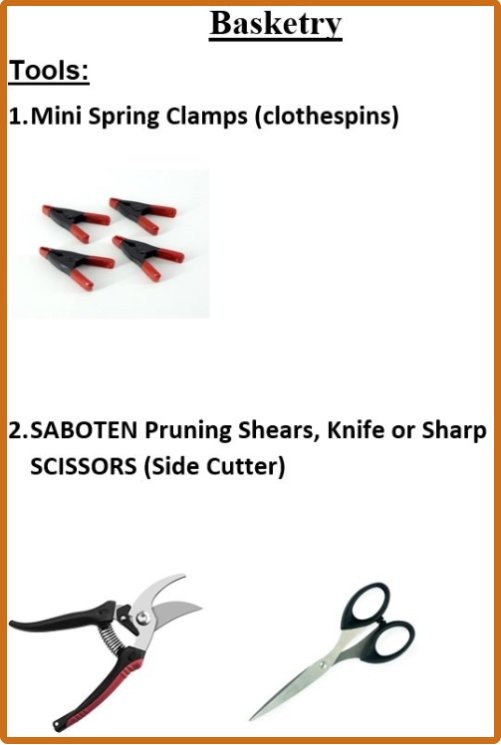 Basketry
Tools:
1.Mini Spring Clamps (clothespins)
2.SABOTEN Pruning Shears, Knife or Sharp
SCISSORS (Side Cutter)